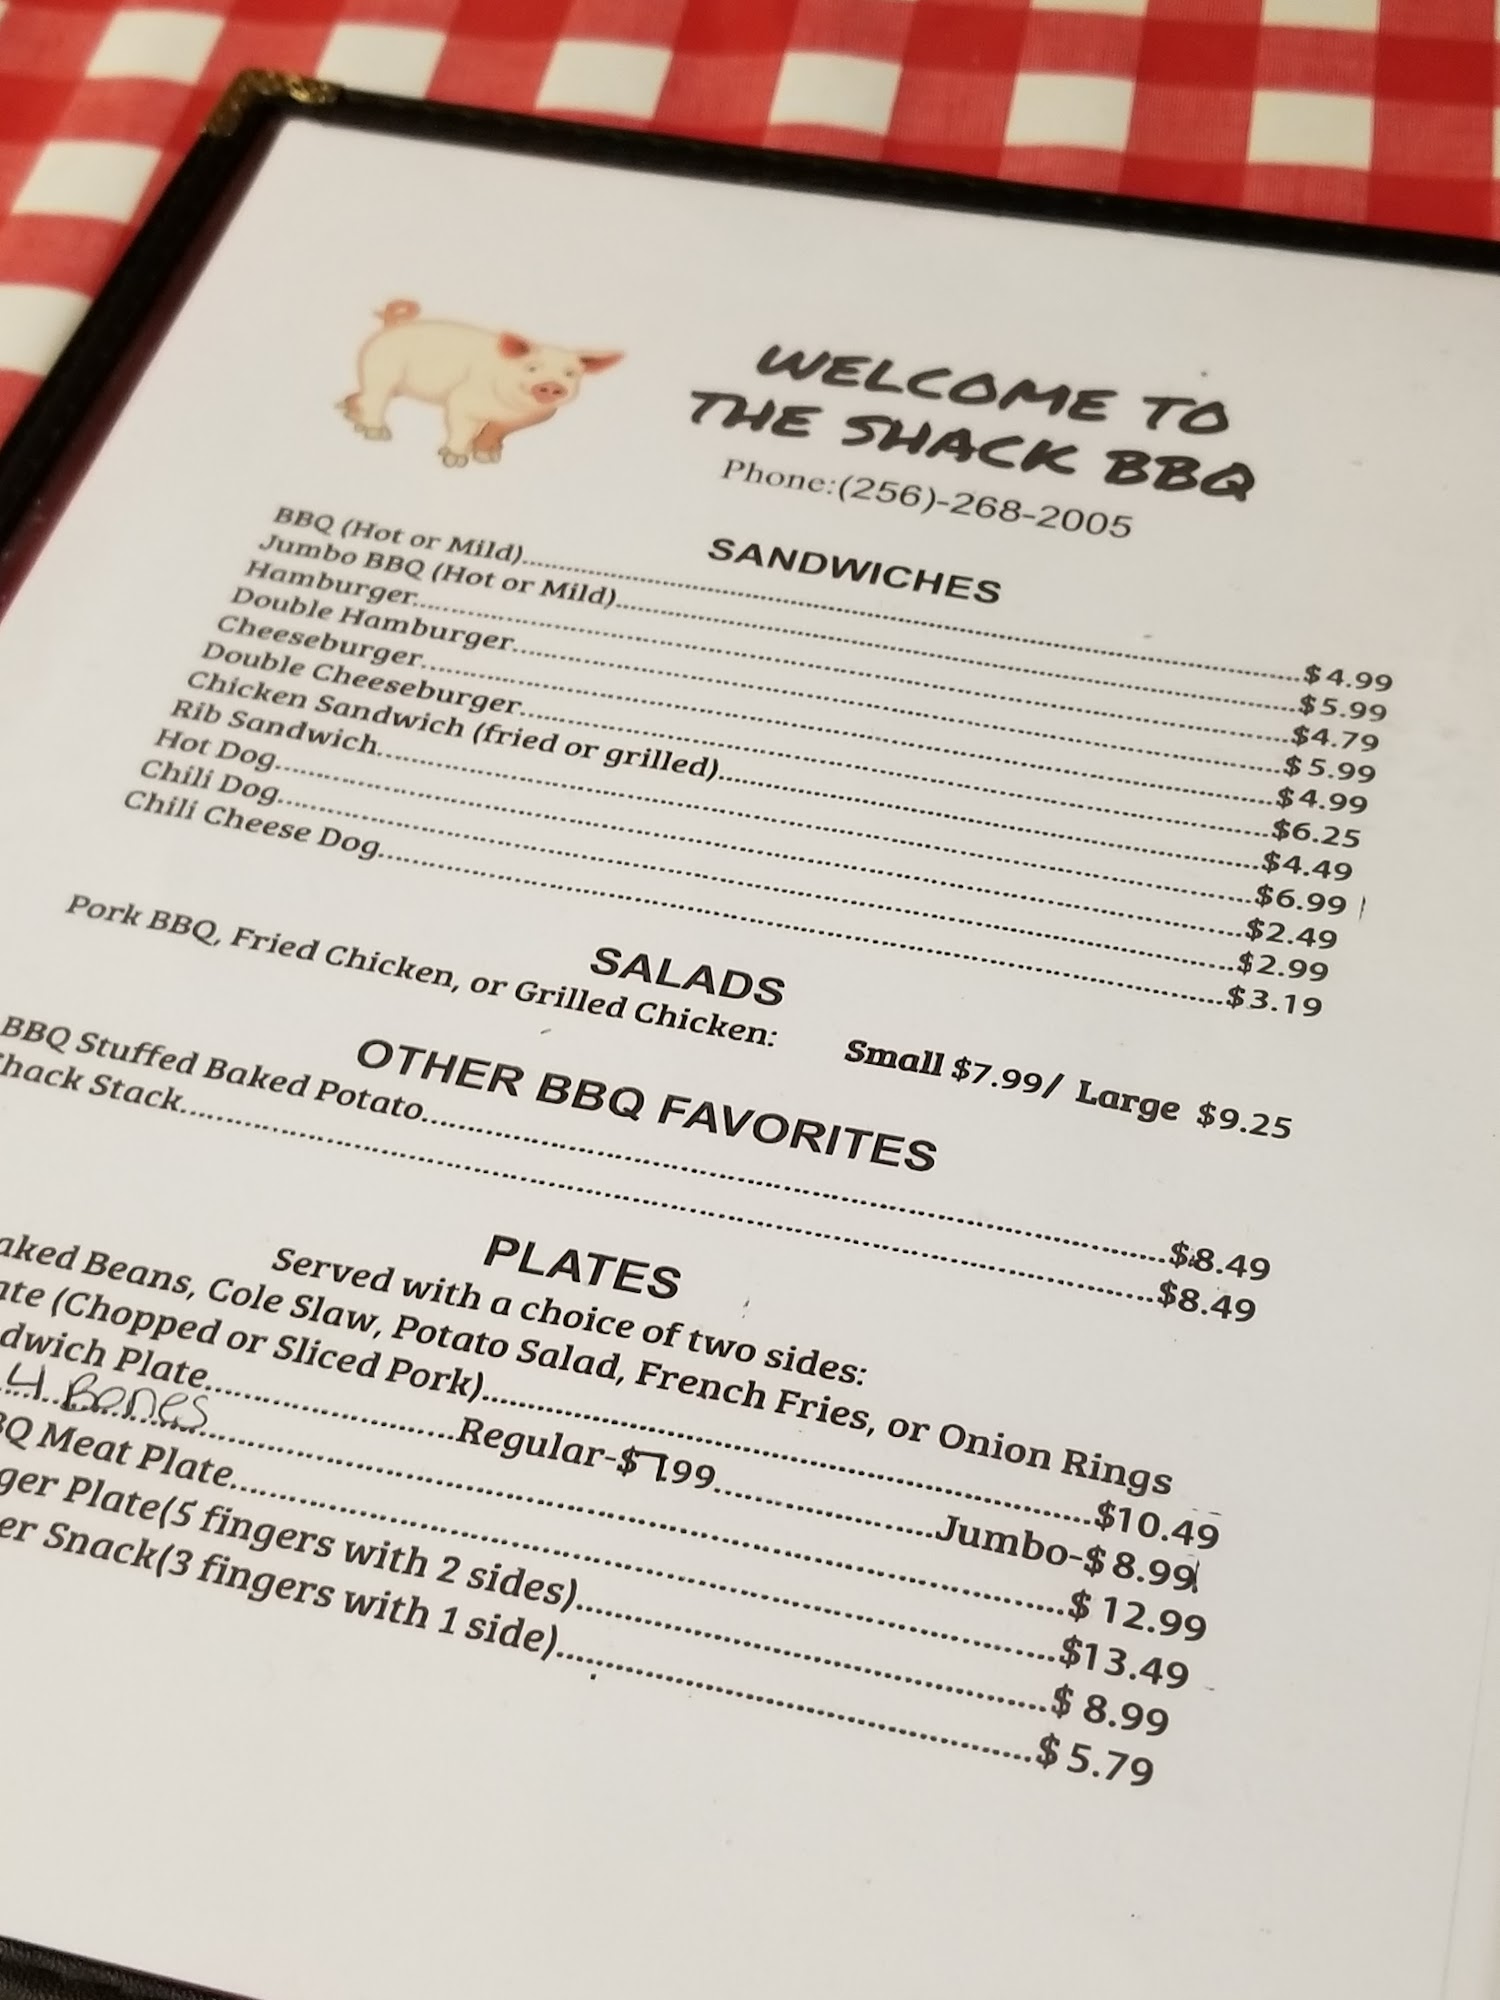 WELCOME TO
THE SHACK BBQ
Phone:(256)-268-2005
SANDWICHES
BBQ (Hot or Mild)..........$4.99
Jumbo BBQ (Hot or Mild)..........$5.99
Hamburger..........$4.79
Double Hamburger..........$5.99
Cheeseburger..........$4.99
Double Cheeseburger..........$6.25
Chicken Sandwich (fried or grilled)..........$4.49
Rib Sandwich..........$6.99
Hot Dog..........$2.49
Chili Dog..........$2.99
Chili Cheese Dog..........$3.19
SALADS
Pork BBQ, Fried Chicken, or Grilled Chicken: Small $7.99/ Large $9.25
OTHER BBQ FAVORITES
BBQ Stuffed Baked Potato..........$8.49
hack Stack..........$8.49
PLATES
Served with a choice of two sides:
aked Beans, Cole Slaw, Potato Salad, French Fries, or Onion Rings
ate (Chopped or Sliced Pork)..........$10.49
dwich Plate..........Regular-$7.99..........Jumbo-$8.99
4 Bones..........$12.99
BQ Meat Plate..........$13.49
ger Plate(5 fingers with 2 sides)..........$8.99
er Snack(3 fingers with 1 side)..........$5.79